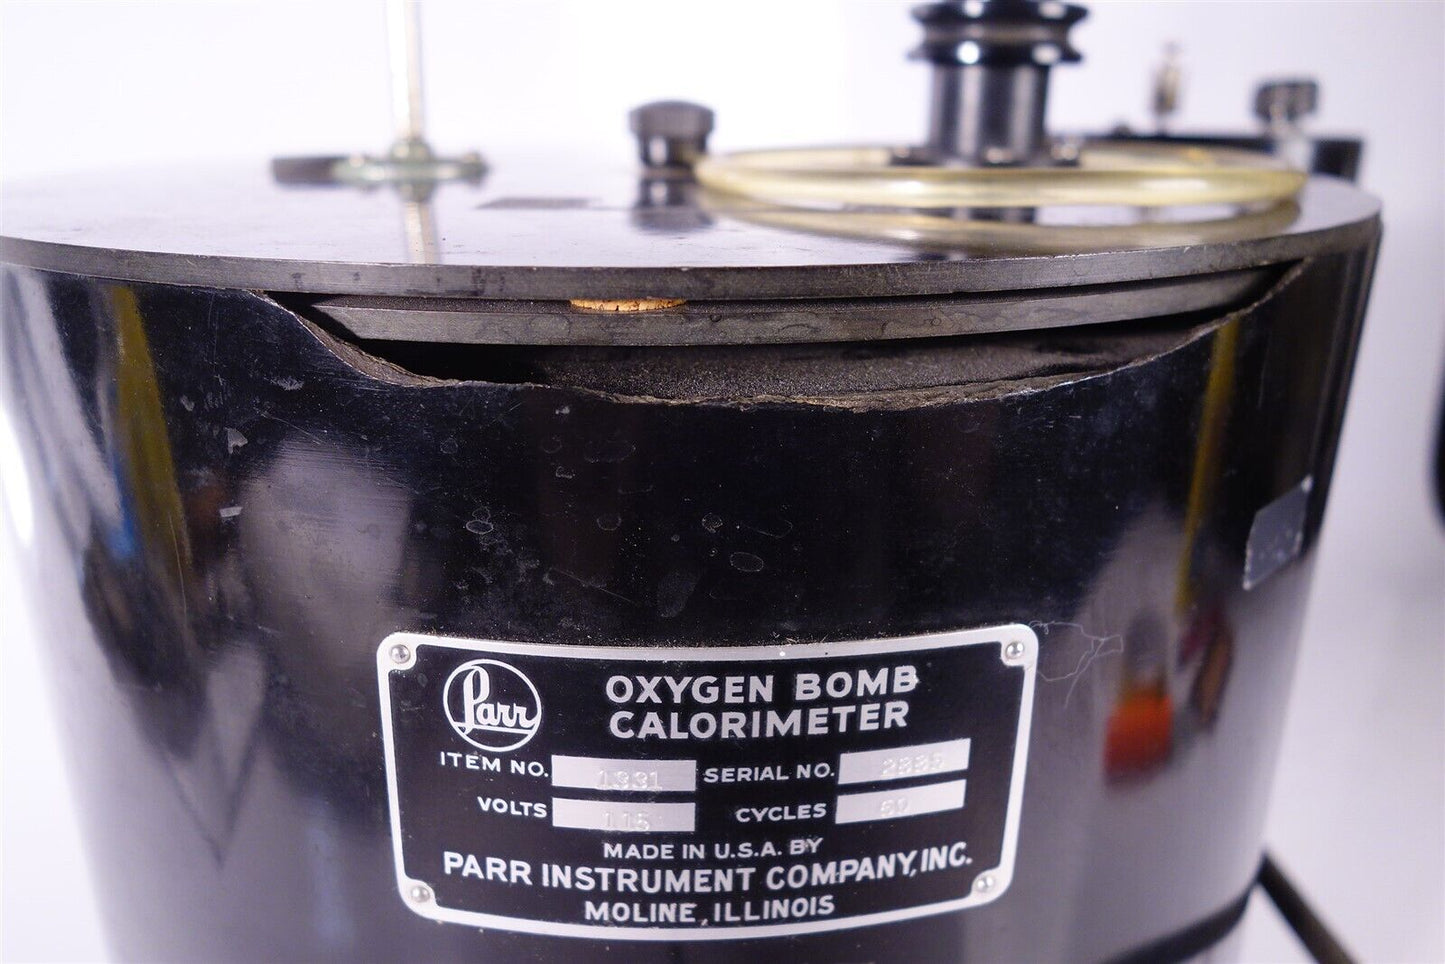 Parr
OXYGEN BOMB
CALORIMETER
ITEM NO. 1331 SERIAL NO.
VOLTS 115 CYCLES 60
MADE IN U.S.A. BY
PARR INSTRUMENT COMPANY, INC.
MOLINE, ILLINOIS